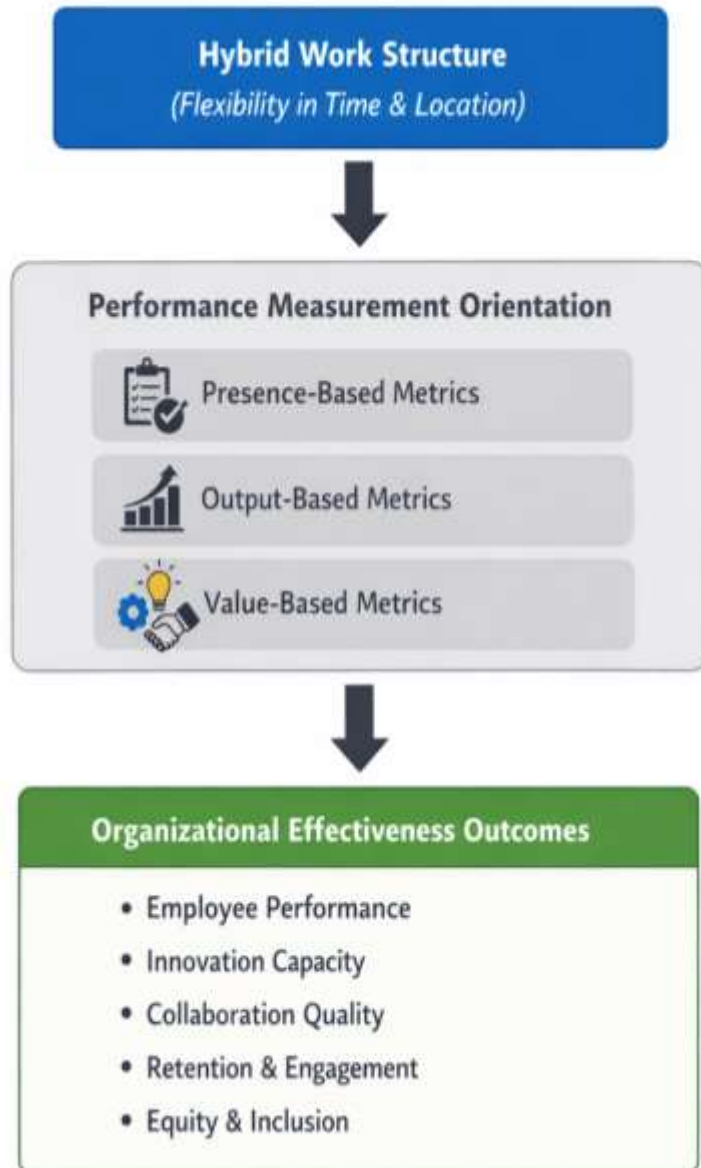 Hybrid Work Structure
(Flexibility in Time & Location)
Performance Measurement Orientation
Presence-Based Metrics
Output-Based Metrics
Value-Based Metrics
Organizational Effectiveness Outcomes
• Employee Performance
• Innovation Capacity
• Collaboration Quality
• Retention & Engagement
• Equity & Inclusion